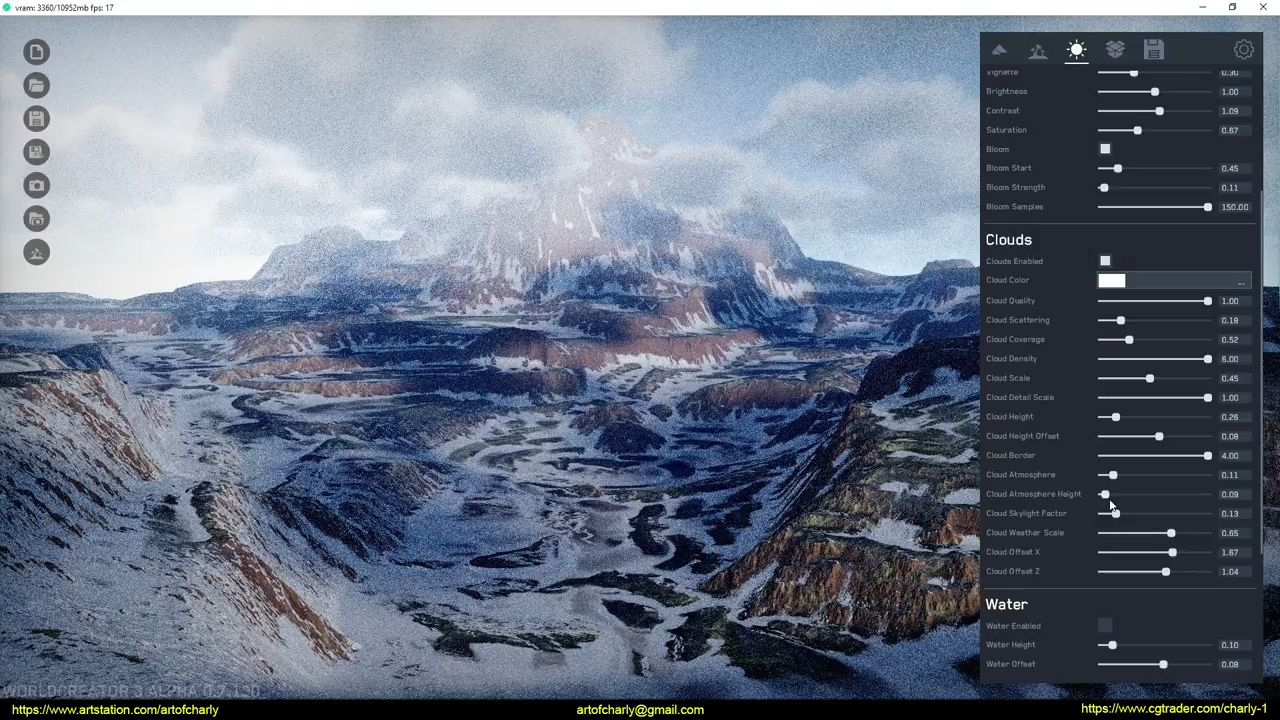 vram: 3360/10952mb fps: 17
Vignette 0.30
Brightness 1.00
Contrast 1.09
Saturation 0.67
Bloom
Bloom Start 0.45
Bloom Strength 0.11
Bloom Samples 150.00
Clouds
Clouds Enabled
Cloud Color ...
Cloud Quality 1.00
Cloud Scattering 0.18
Cloud Coverage 0.52
Cloud Density 6.00
Cloud Scale 0.45
Cloud Detail Scale 1.00
Cloud Height 0.26
Cloud Height Offset 0.08
Cloud Border 4.00
Cloud Atmosphere 0.11
Cloud Atmosphere Height 0.09
Cloud Skylight Factor 0.13
Cloud Weather Scale 0.65
Cloud Offset X 1.67
Cloud Offset Z 1.04
Water
Water Enabled
Water Height 0.10
Water Offset 0.08
WORLDCREATOR 3 ALPHA
https://www.artstation.com/artofcharly
artofcharly@gmail.com
https://www.cgtrader.com/charly-1